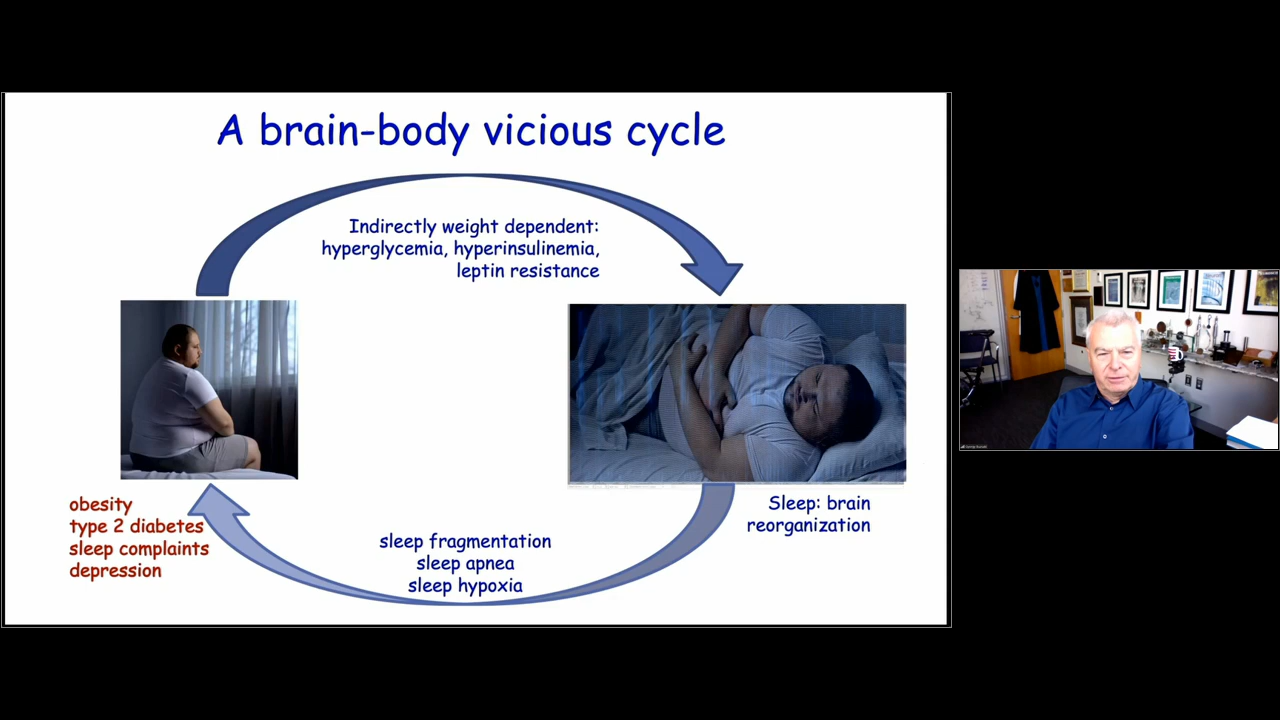 A brain-body vicious cycle
Indirectly weight dependent:
hyperglycemia, hyperinsulinemia,
leptin resistance
obesity
type 2 diabetes
sleep complaints
depression
sleep fragmentation
sleep apnea
sleep hypoxia
Sleep: brain
reorganization